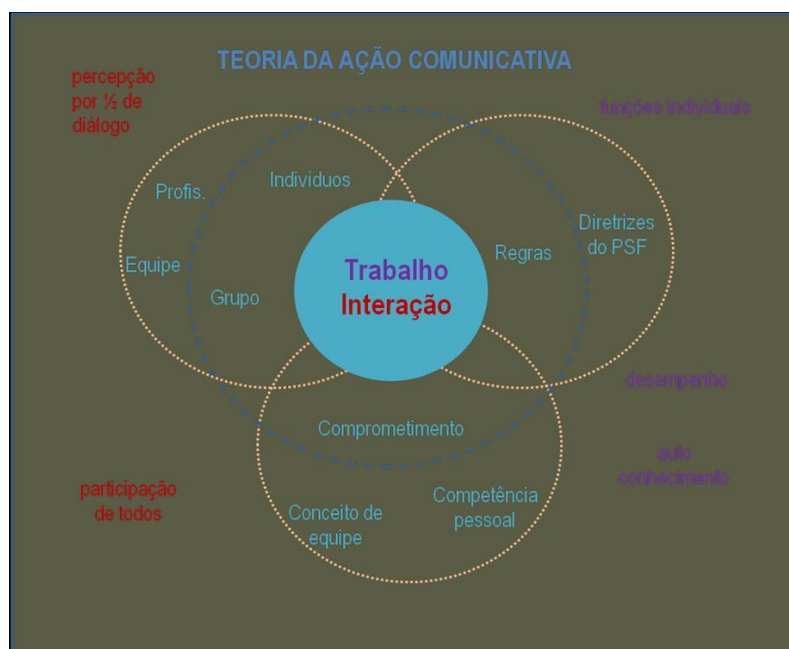 TEORIA DA AÇÃO COMUNICATIVA
percepção
por ½ de
diálogo
funções individuais
Indivíduos
Profis.
Equipe
Grupo
Trabalho
Interação
Regras
Diretrizes
do PSF
desempenho
Comprometimento
auto
conhecimento
participação
de todos
Conceito de
equipe
Competência
pessoal